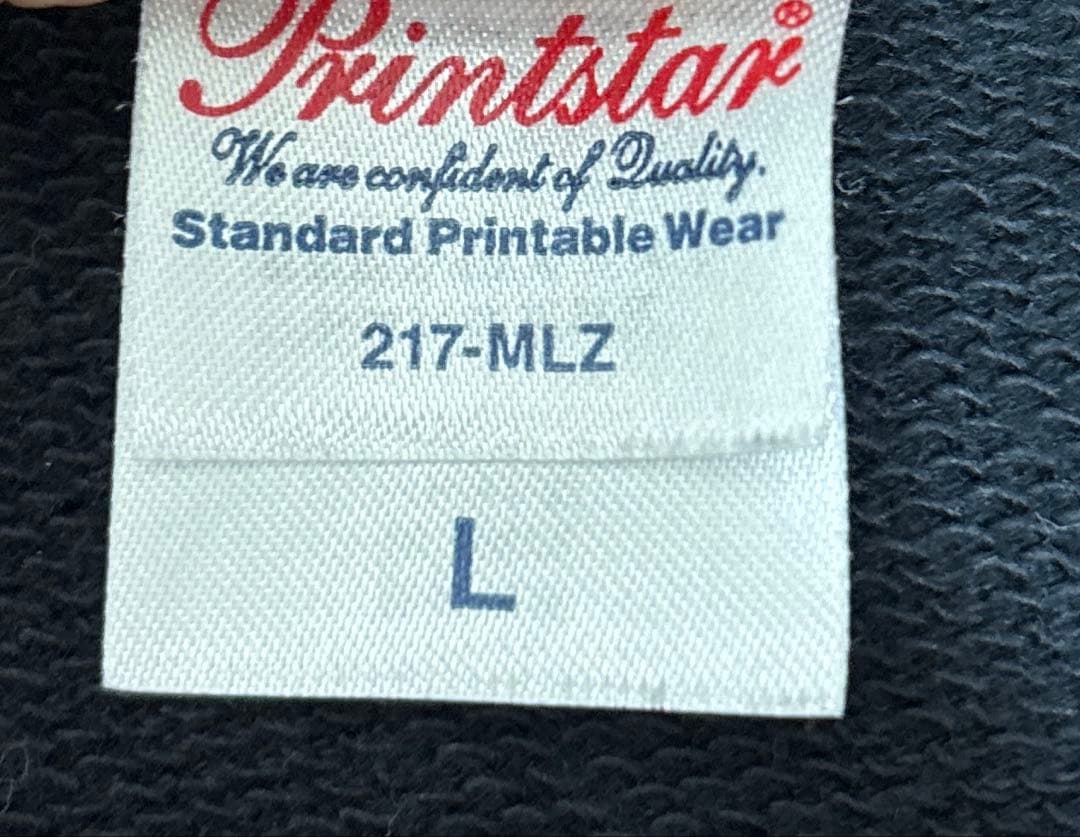 Printstar®
We are confident of Quality.
Standard Printable Wear
217-MLZ
L